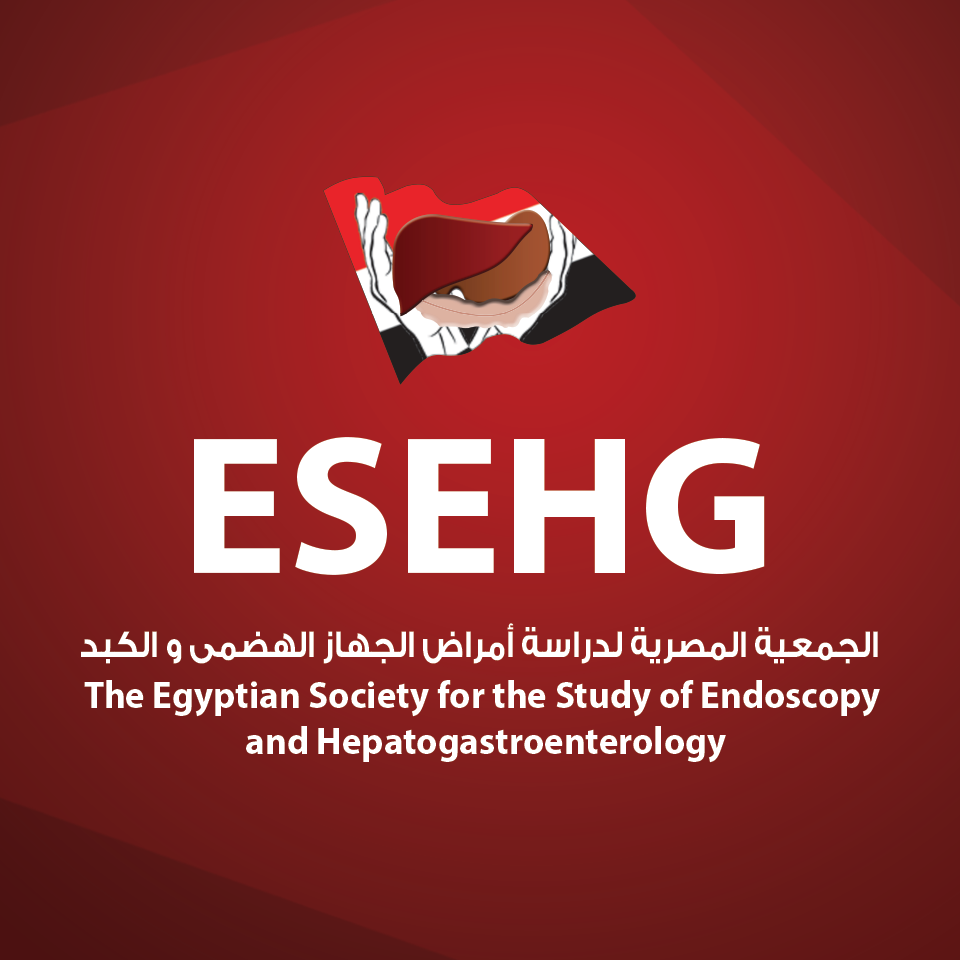 ESEHG
الجمعية المصرية لدراسة أمراض الجهاز الهضمى و الكبد
The Egyptian Society for the Study of Endoscopy
and Hepatogastroenterology